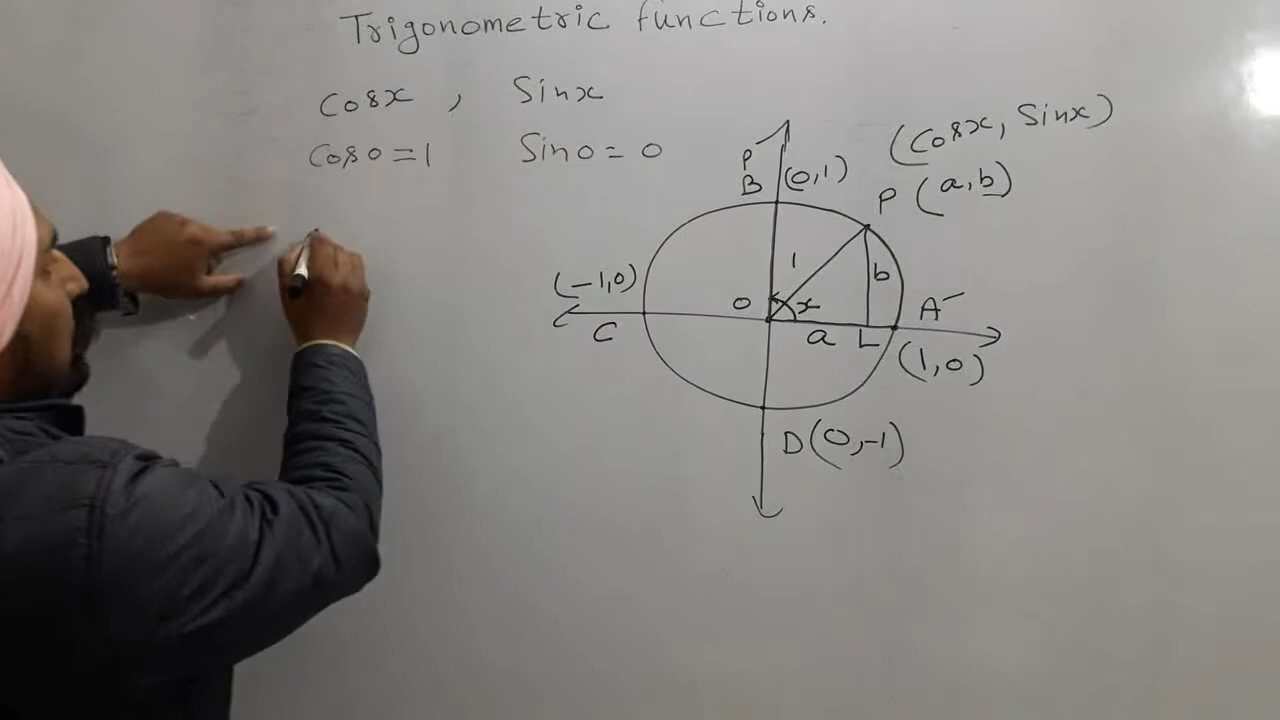 Trigonometric functions.
Cosx , Sinx
Cos0 = 1 Sin0 = 0
(Cosx, Sinx)
P (a,b)
P
B (0,1)
1
b
(-1,0)
O
x
A
C
a
L
(1,0)
D(0,-1)